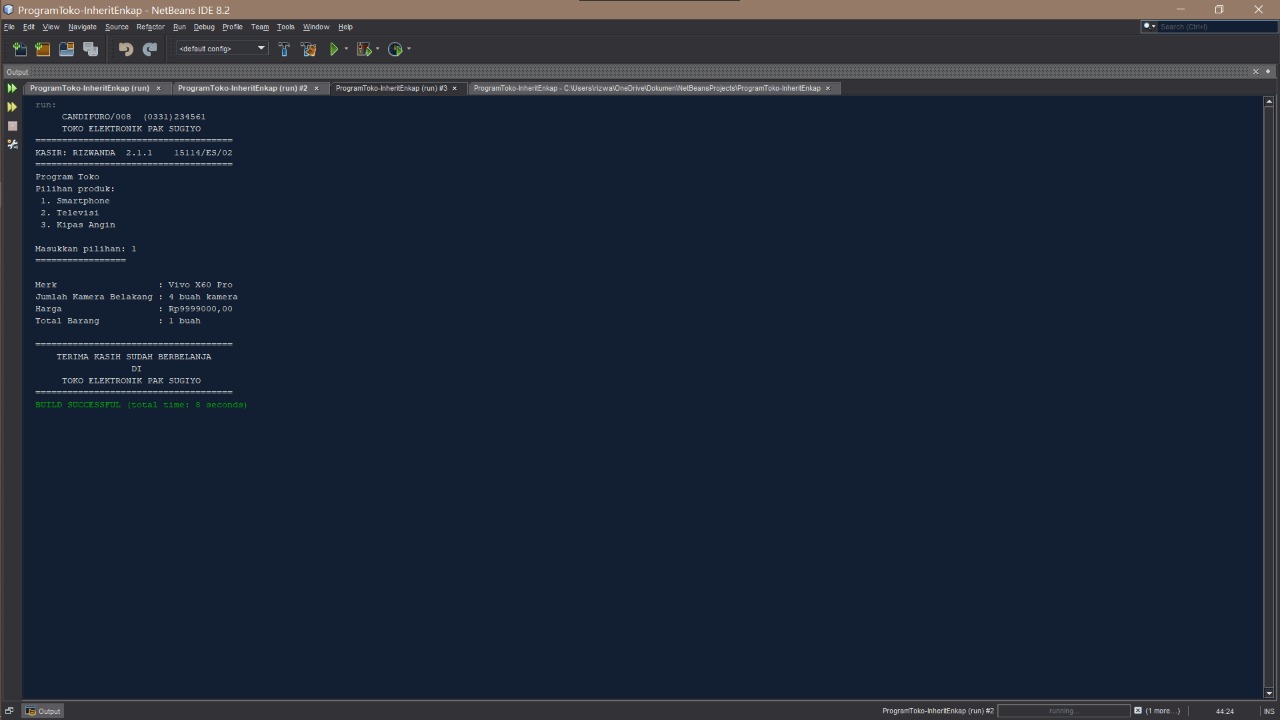 ProgramToko-InheritEnkap - NetBeans IDE 8.2
File Edit View Navigate Source Refactor Run Debug Profile Team Tools Window Help
Search (Ctrl+I)
<default config>
Output
ProgramToko-InheritEnkap (run) ProgramToko-InheritEnkap (run) #2 ProgramToko-InheritEnkap (run) #3 ProgramToko-InheritEnkap - C:\Users\rizwa\OneDrive\Dokumen\NetBeansProjects\ProgramToko-InheritEnkap
run:
CANDIPURO/008 (0331)234561
TOKO ELEKTRONIK PAK SUGIYO
=====================================
KASIR: RIZWANDA 2.1.1 15114/ES/02
=====================================
Program Toko
Pilihan produk:
1. Smartphone
2. Televisi
3. Kipas Angin
Masukkan pilihan: 1
=================
Merk : Vivo X60 Pro
Jumlah Kamera Belakang : 4 buah kamera
Harga : Rp9999000,00
Total Barang : 1 buah
=====================================
TERIMA KASIH SUDAH BERBELANJA
DI
TOKO ELEKTRONIK PAK SUGIYO
=====================================
BUILD SUCCESSFUL (total time: 8 seconds)
Output
ProgramToko-InheritEnkap (run) #2 running... (1 more...) 44:24 INS